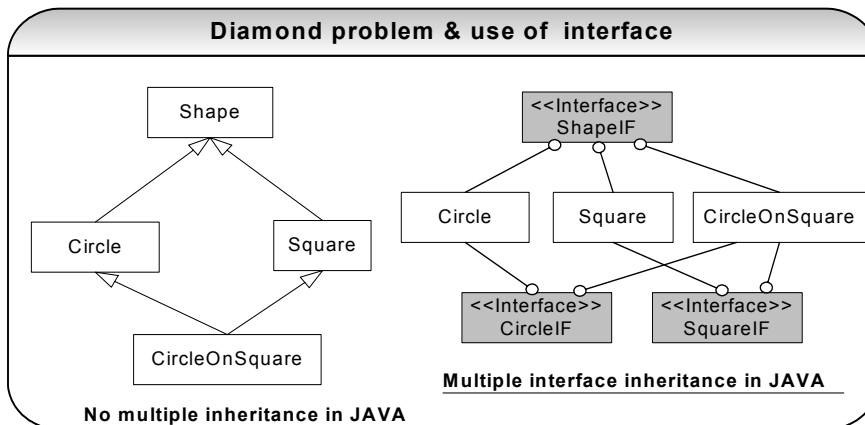 Diamond problem & use of interface
Shape
Circle
Square
CircleOnSquare
No multiple inheritance in JAVA
<<Interface>>
ShapeIF
Circle
Square
CircleOnSquare
<<Interface>>
CircleIF
<<Interface>>
SquareIF
Multiple interface inheritance in JAVA